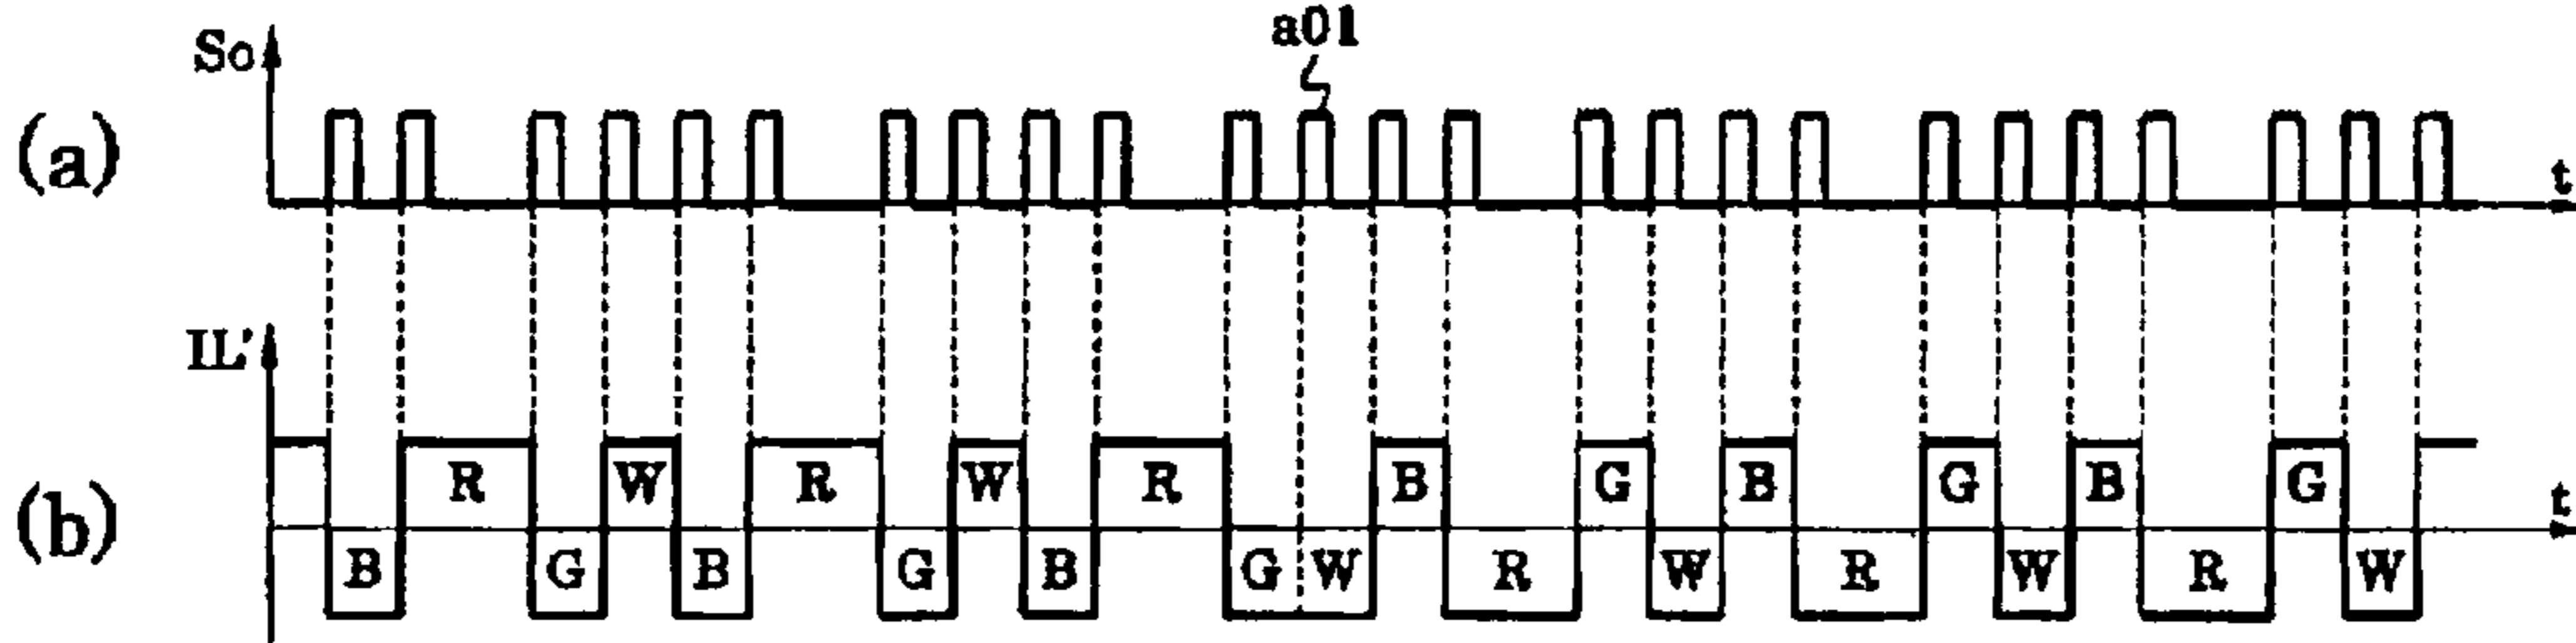 a01
So
(a)
t
IL'
R W R W R B G B G B G
(b)
t
B G B G B G W R W R W R W